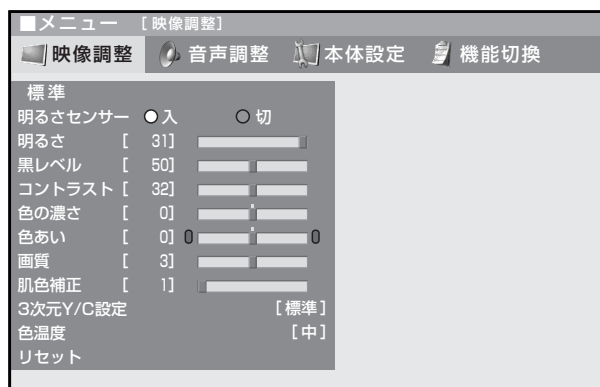 ■メニュー [映像調整]
映像調整 音声調整 本体設定 機能切換
標準
明るさセンサー 入 切
明るさ [ 31]
黒レベル [ 50]
コントラスト [ 32]
色の濃さ [ 0]
色あい [ 0] 0 0
画質 [ 3]
肌色補正 [ 1]
3次元Y/C設定 [標準]
色温度 [中]
リセット